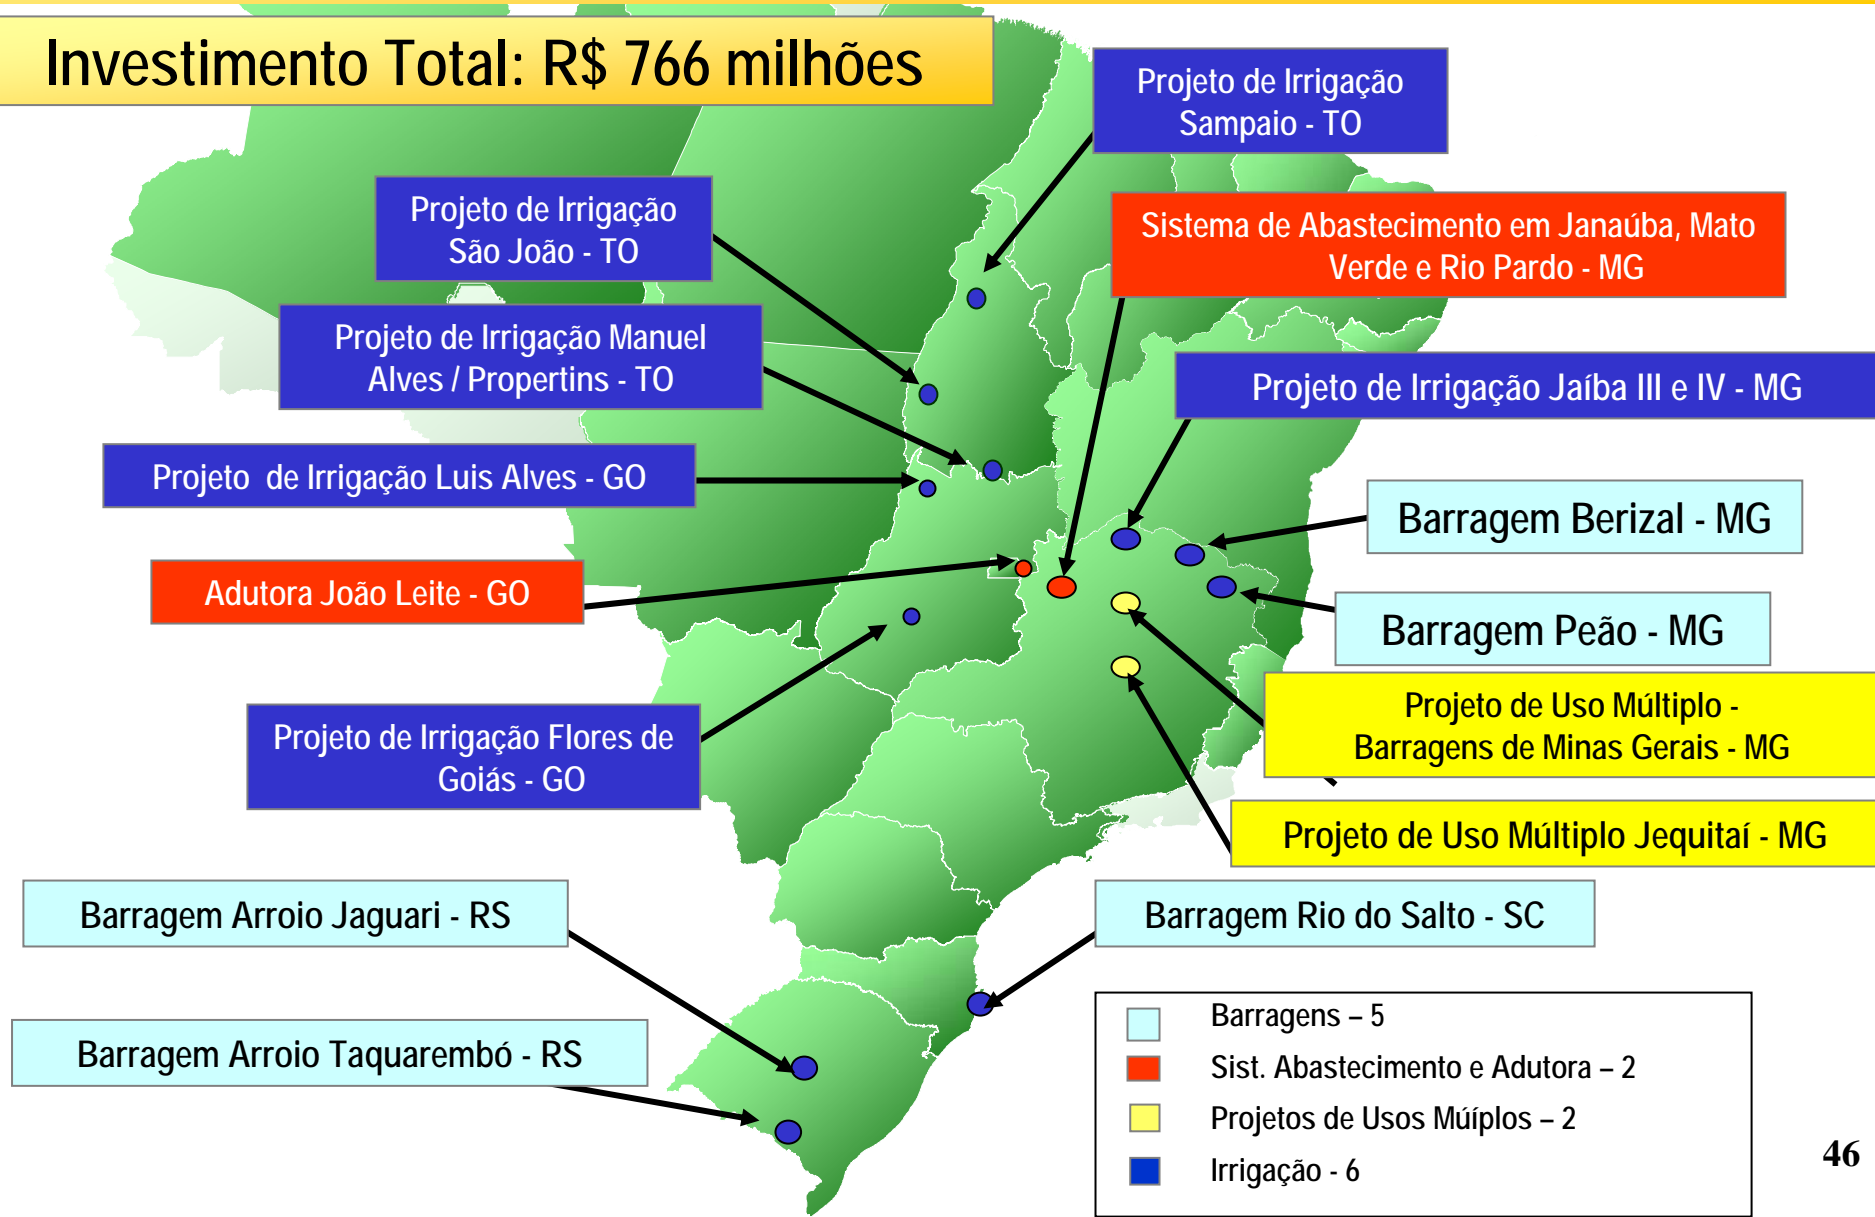 Investimento Total: R$ 766 milhões
Projeto de Irrigação
Sampaio - TO
Projeto de Irrigação
São João - TO
Sistema de Abastecimento em Janaúba, Mato
Verde e Rio Pardo - MG
Projeto de Irrigação Manuel
Alves / Propertins - TO
Projeto de Irrigação Jaíba III e IV - MG
Projeto  de Irrigação Luis Alves - GO
Barragem Berizal - MG
Adutora João Leite - GO
Barragem Peão - MG
Projeto de Uso Múltiplo -
Barragens de Minas Gerais - MG
Projeto de Irrigação Flores de
Goiás - GO
Projeto de Uso Múltiplo Jequitaí - MG
Barragem Arroio Jaguari - RS
Barragem Rio do Salto - SC
Barragem Arroio Taquarembó - RS
Barragens – 5
Sist. Abastecimento e Adutora – 2
Projetos de Usos Múíplos – 2
Irrigação - 6
46